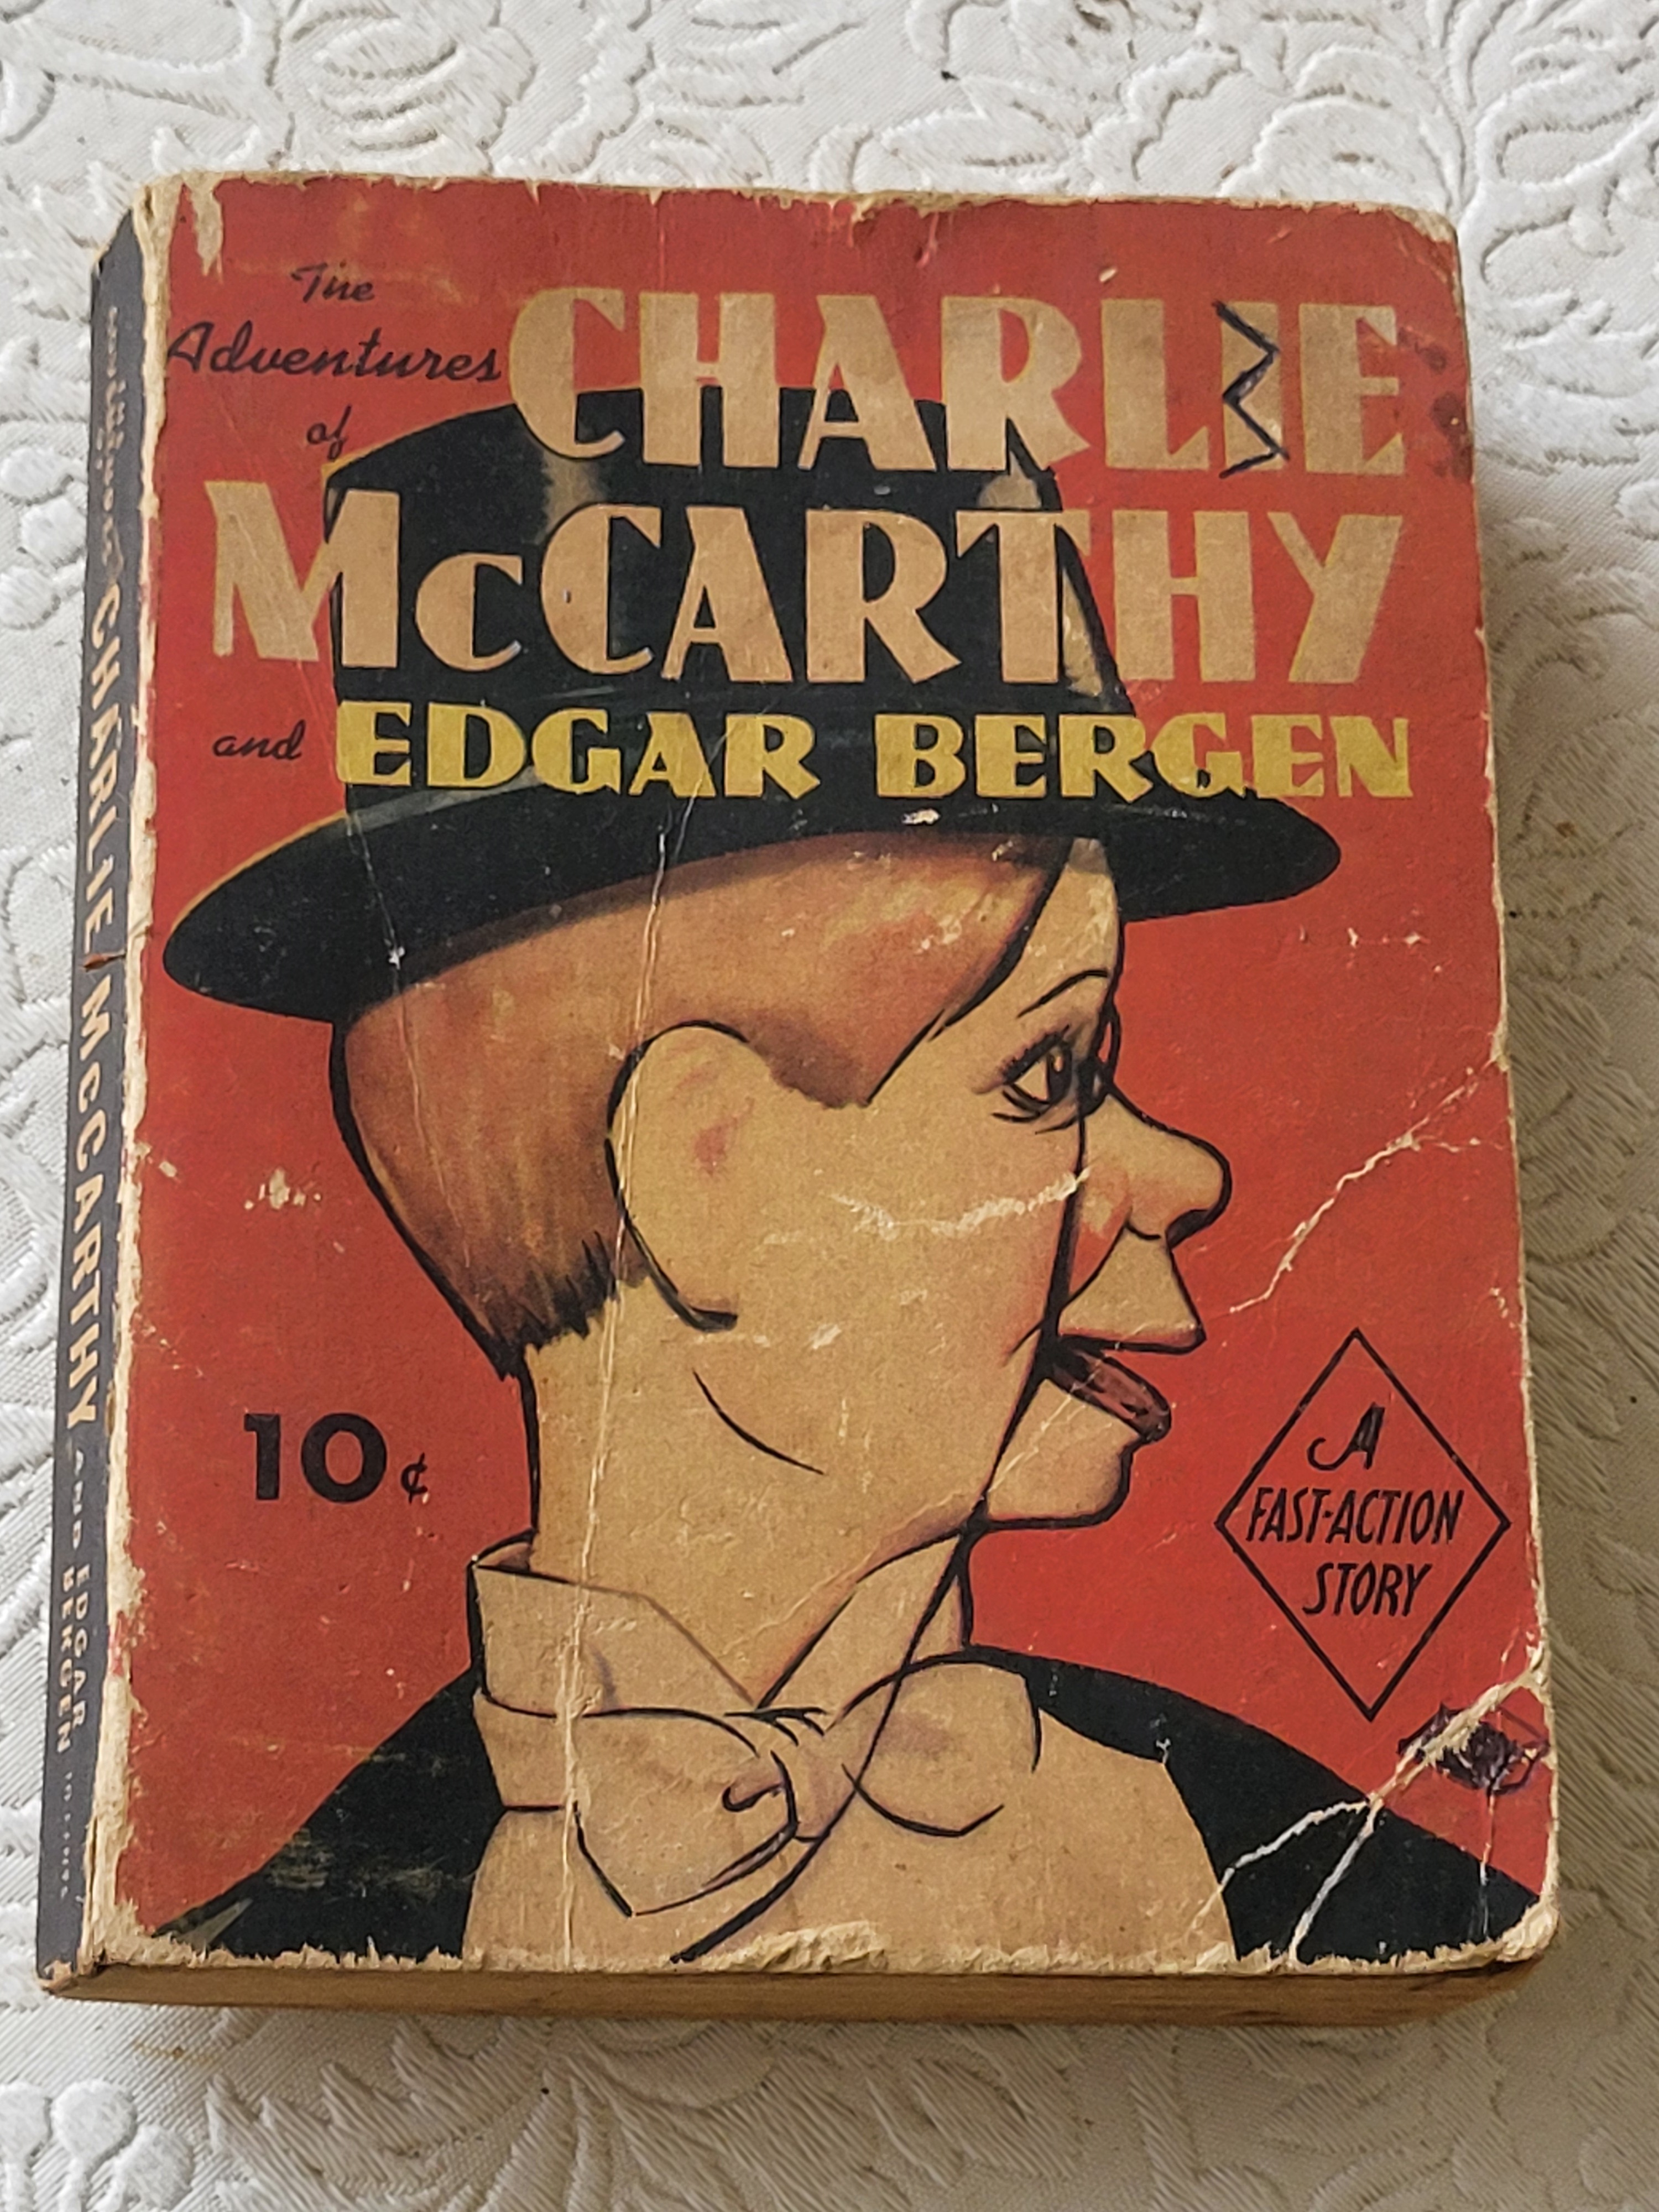 The
Adventures
of
CHARLIE
McCARTHY
and EDGAR BERGEN
10¢
A
FAST-ACTION
STORY
CHARLIE McCARTHY AND EDGAR BERGEN